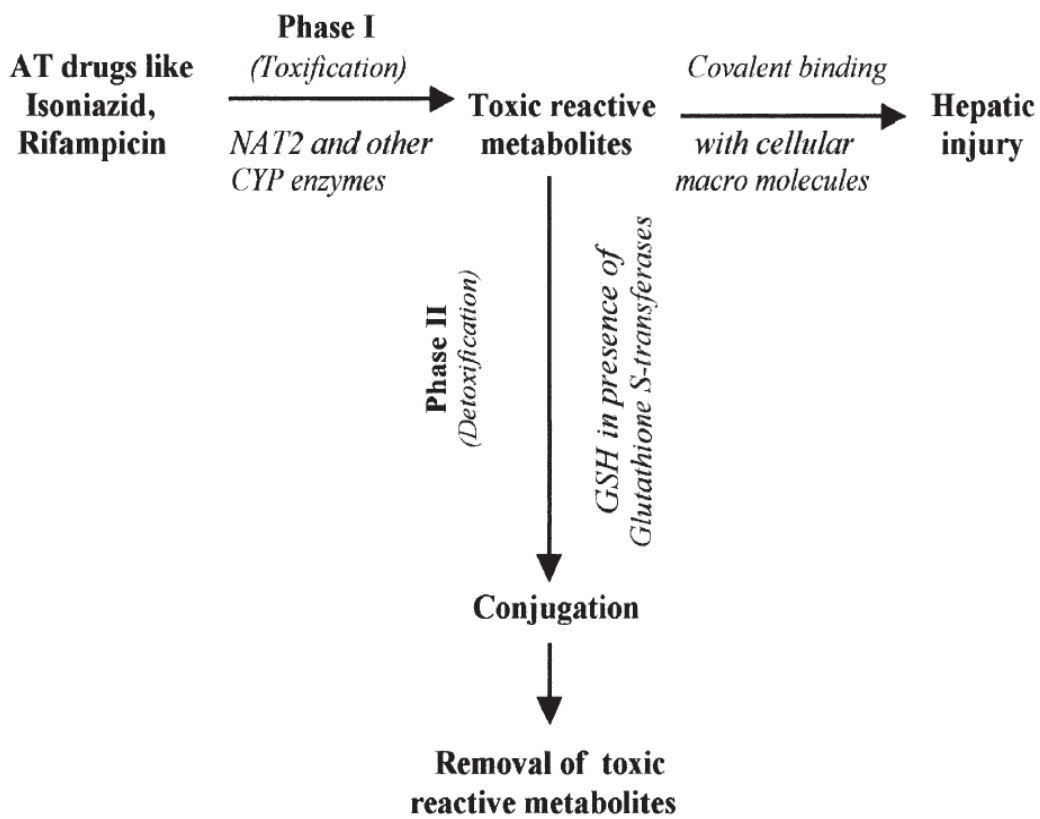 AT drugs like
Isoniazid,
Rifampicin
Phase I
(Toxification)
NAT2 and other
CYP enzymes
Toxic reactive
metabolites
Covalent binding
with cellular
macro molecules
Hepatic
injury
Phase II
(Detoxification)
GSH in presence of
Glutathione S-transferases
Conjugation
Removal of toxic
reactive metabolites